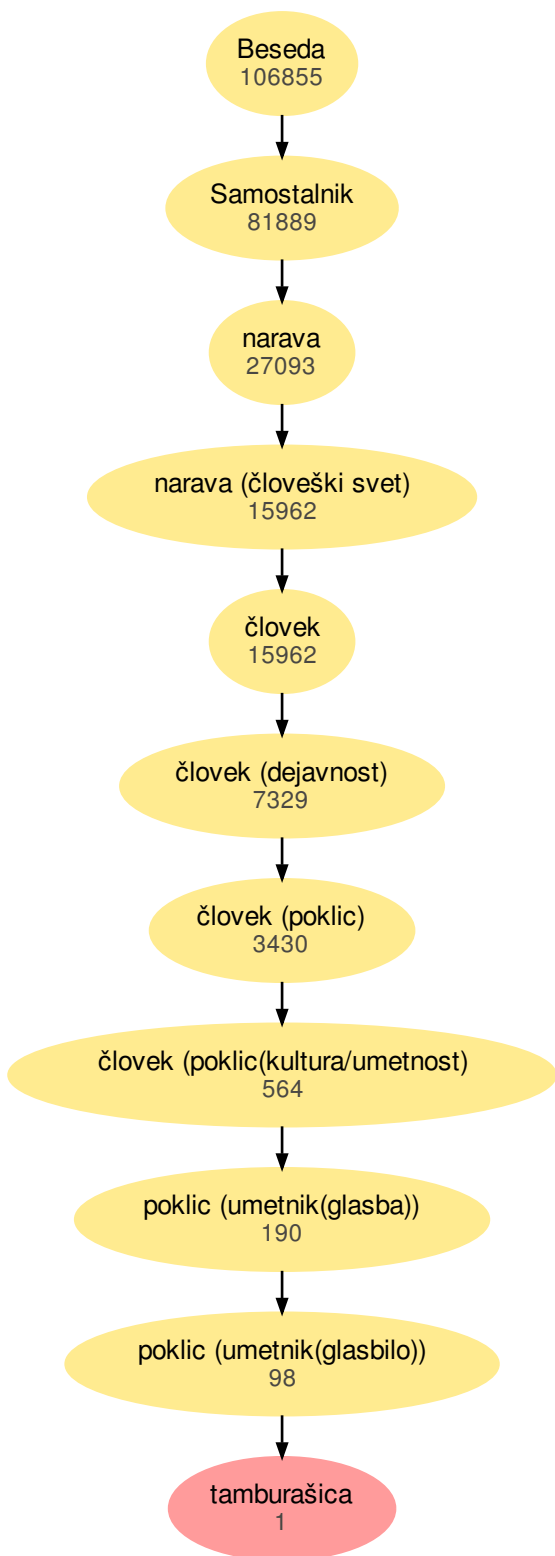 Beseda
106855
Samostalnik
81889
narava
27093
narava (človeški svet)
15962
človek
15962
človek (dejavnost)
7329
človek (poklic)
3430
človek (poklic(kultura/umetnost)
564
poklic (umetnik(glasba))
190
poklic (umetnik(glasbilo))
98
tamburašica
1